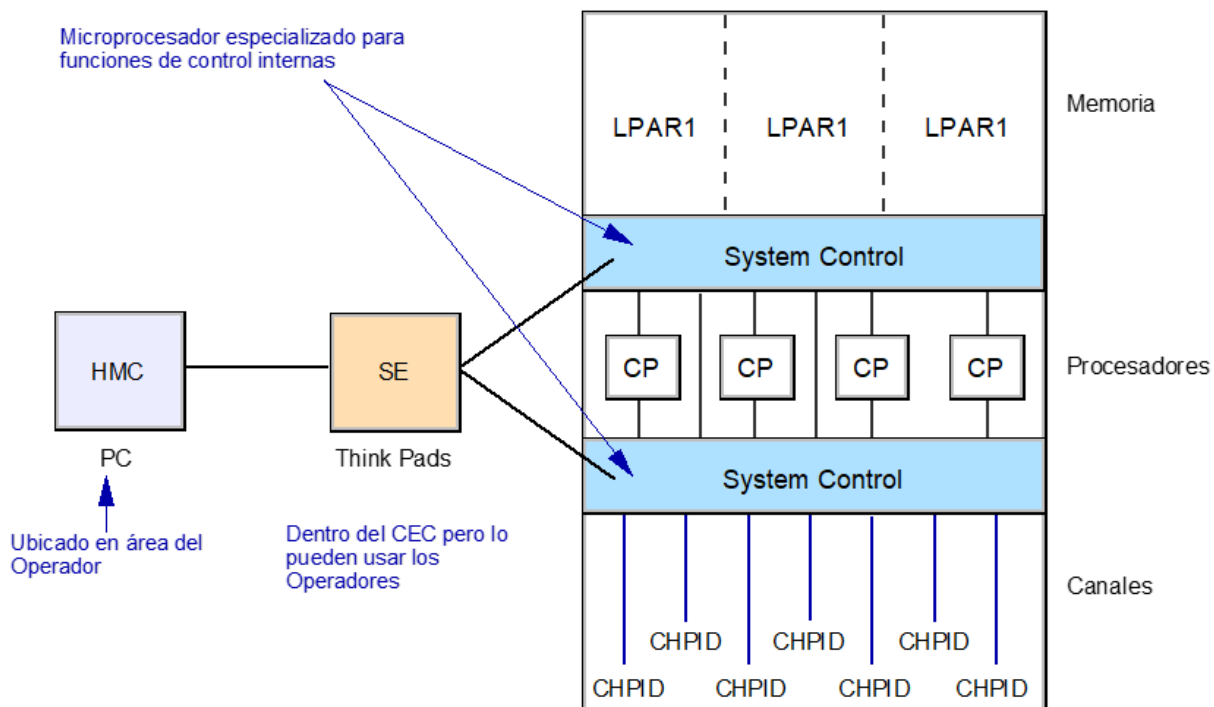 Microprocesador especializado para
funciones de control internas
LPAR1
LPAR1
LPAR1
Memoria
System Control
HMC
SE
CP
CP
CP
CP
Procesadores
PC
Think Pads
System Control
Ubicado en área del
Operador
Dentro del CEC pero lo
pueden usar los
Operadores
Canales
CHPID
CHPID
CHPID
CHPID
CHPID
CHPID
CHPID